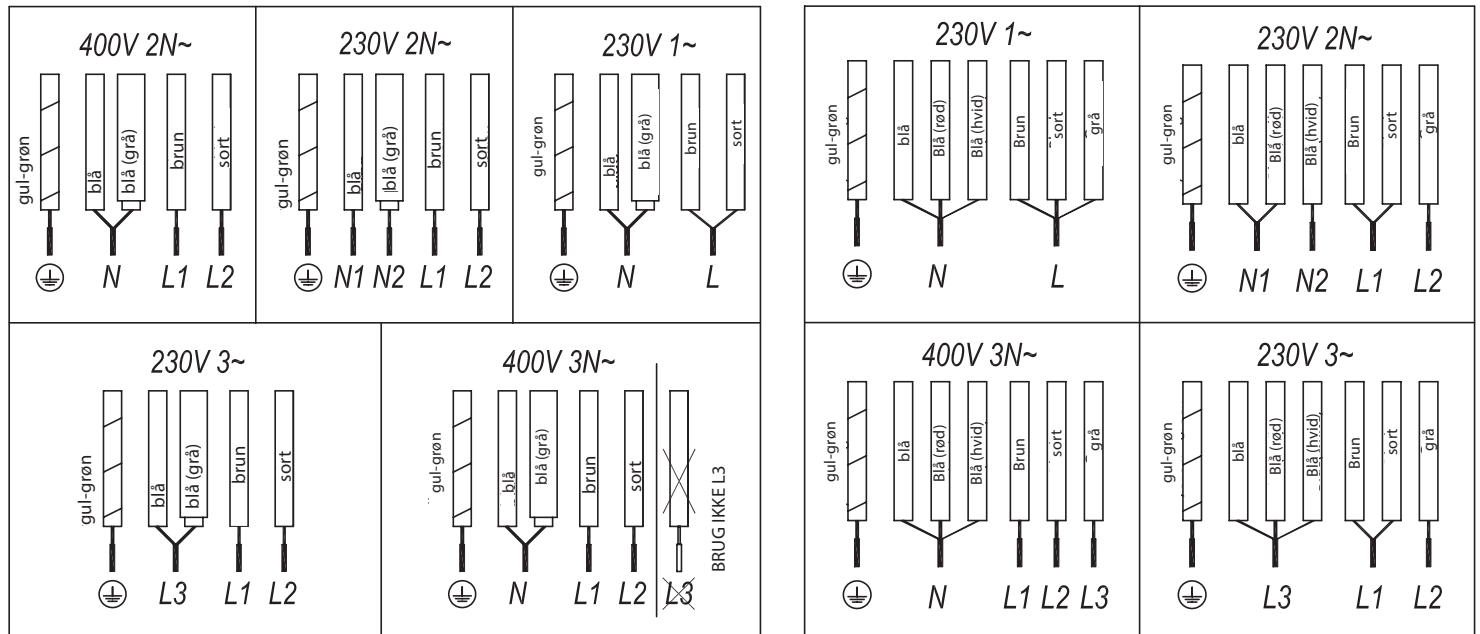 400V 2N~
gul-grøn
blå
blå (grå)
brun
sort
N
L1
L2
230V 2N~
gul-grøn
blå
blå (grå)
brun
sort
N1
N2
L1
L2
230V 1~
gul-grøn
blå
blå (grå)
brun
sort
N
L
230V 3~
gul-grøn
blå
blå (grå)
brun
sort
L3
L1
L2
400V 3N~
gul-grøn
blå
blå (grå)
brun
sort
N
L1
L2
L3
BRUG IKKE L3
230V 1~
gul-grøn
blå
Blå (rød)
Blå (hvid)
Brun
sort
grå
N
L
230V 2N~
gul-grøn
blå
Blå (rød)
Blå (hvid)
Brun
sort
grå
N1
N2
L1
L2
400V 3N~
gul-grøn
blå
Blå (rød)
Blå (hvid)
Brun
sort
grå
N
L1
L2
L3
230V 3~
gul-grøn
blå
Blå (rød)
Blå (hvid)
Brun
sort
grå
L3
L1
L2